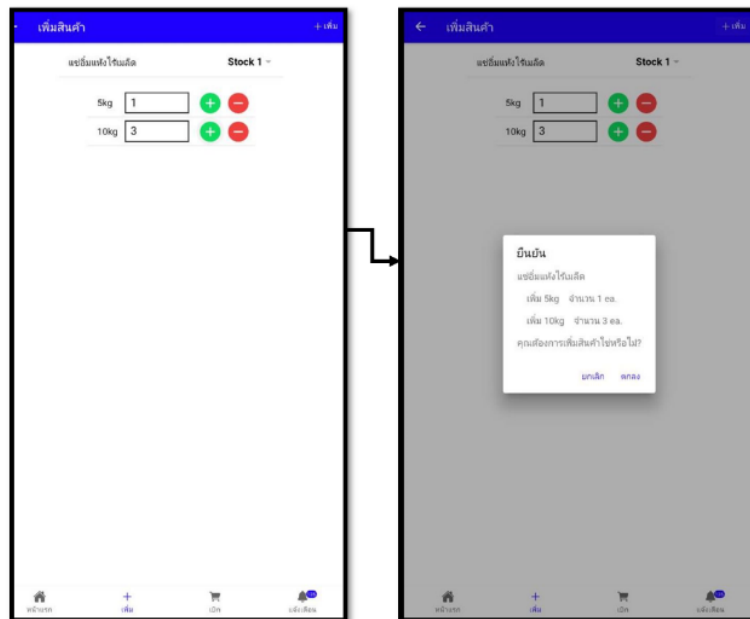 เพิ่มสินค้า + เพิ่ม
แช่อิ่มแห้งไร้เมล็ด Stock 1
5kg 1
10kg 3
หน้าแรก เพิ่ม เบิก แจ้งเตือน
เพิ่มสินค้า + เพิ่ม
แช่อิ่มแห้งไร้เมล็ด Stock 1
5kg 1
10kg 3
ยืนยัน
แช่อิ่มแห้งไร้เมล็ด
เพิ่ม 5kg จำนวน 1 ea.
เพิ่ม 10kg จำนวน 3 ea.
คุณต้องการเพิ่มสินค้าใช่หรือไม่?
ยกเลิก ตกลง
หน้าแรก เพิ่ม เบิก แจ้งเตือน